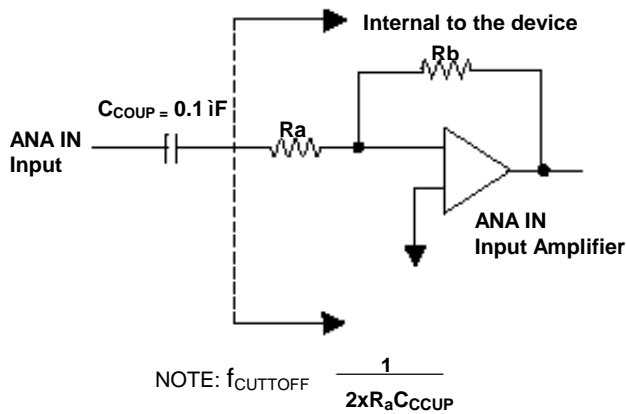 Internal to the device
Rb
CCOUP = 0.1 ìF
Ra
ANA IN
Input
ANA IN
Input Amplifier
NOTE: fCUTTOFF 1
2xRaCCCUP